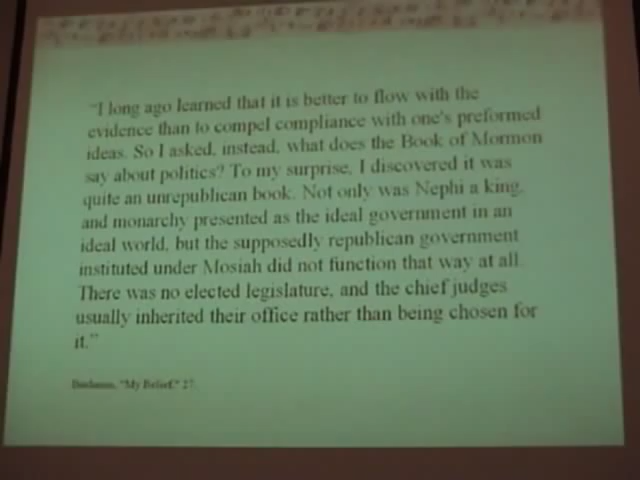 "I long ago learned that it is better to flow with the
evidence than to compel compliance with one's preformed
ideas. So I asked, instead, what does the Book of Mormon
say about politics? To my surprise, I discovered it was
quite an unrepublican book. Not only was Nephi a king,
and monarchy presented as the ideal government in an
ideal world, but the supposedly republican government
instituted under Mosiah did not function that way at all.
There was no elected legislature, and the chief judges
usually inherited their office rather than being chosen for
it."
Bushman, "My Belief," 27.